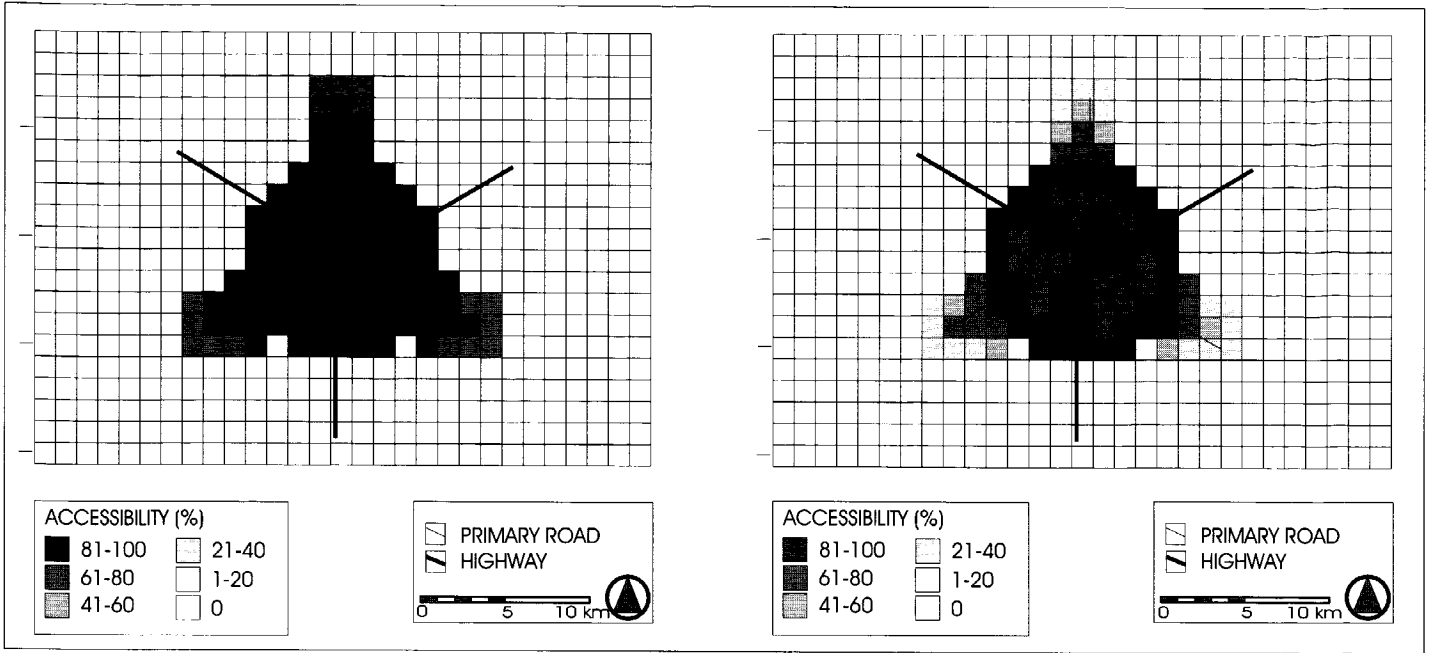 ACCESSIBILITY (%)
81-100
61-80
41-60
21-40
1-20
0
PRIMARY ROAD
HIGHWAY
0 5 10 km
ACCESSIBILITY (%)
81-100
61-80
41-60
21-40
1-20
0
PRIMARY ROAD
HIGHWAY
0 5 10 km